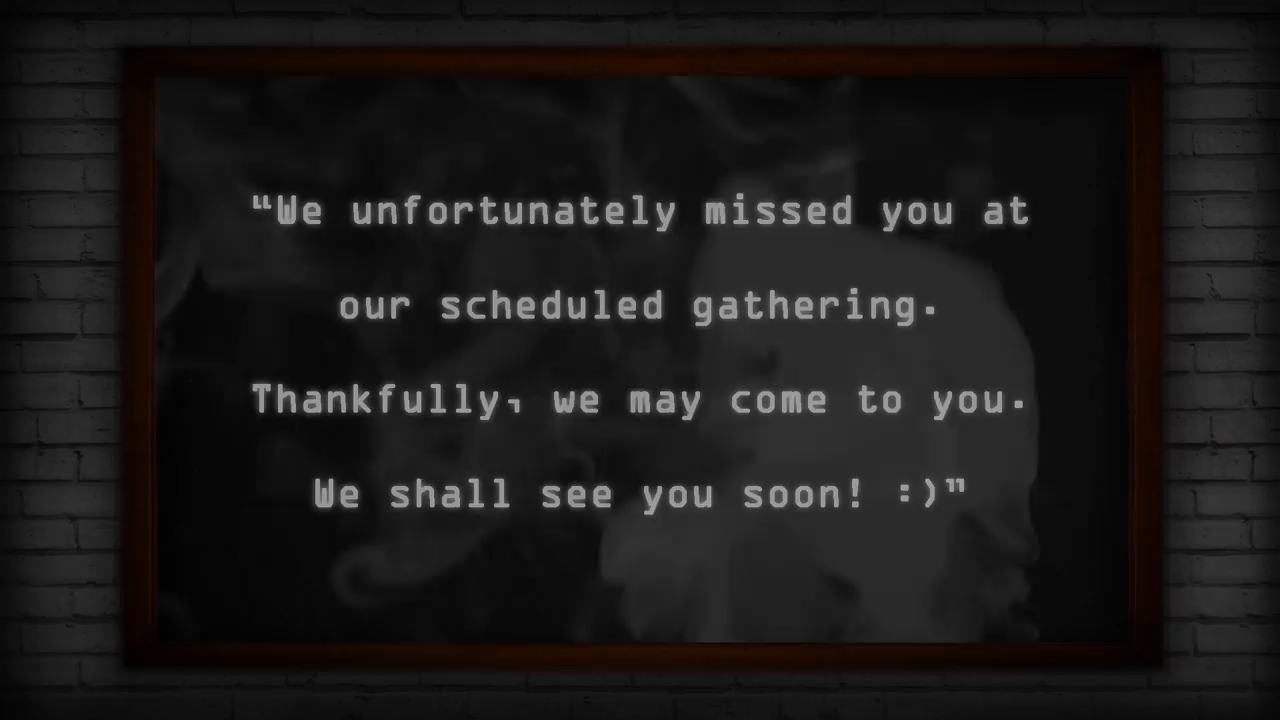 “We unfortunately missed you at
our scheduled gathering.
Thankfully, we may come to you.
We shall see you soon! :)”